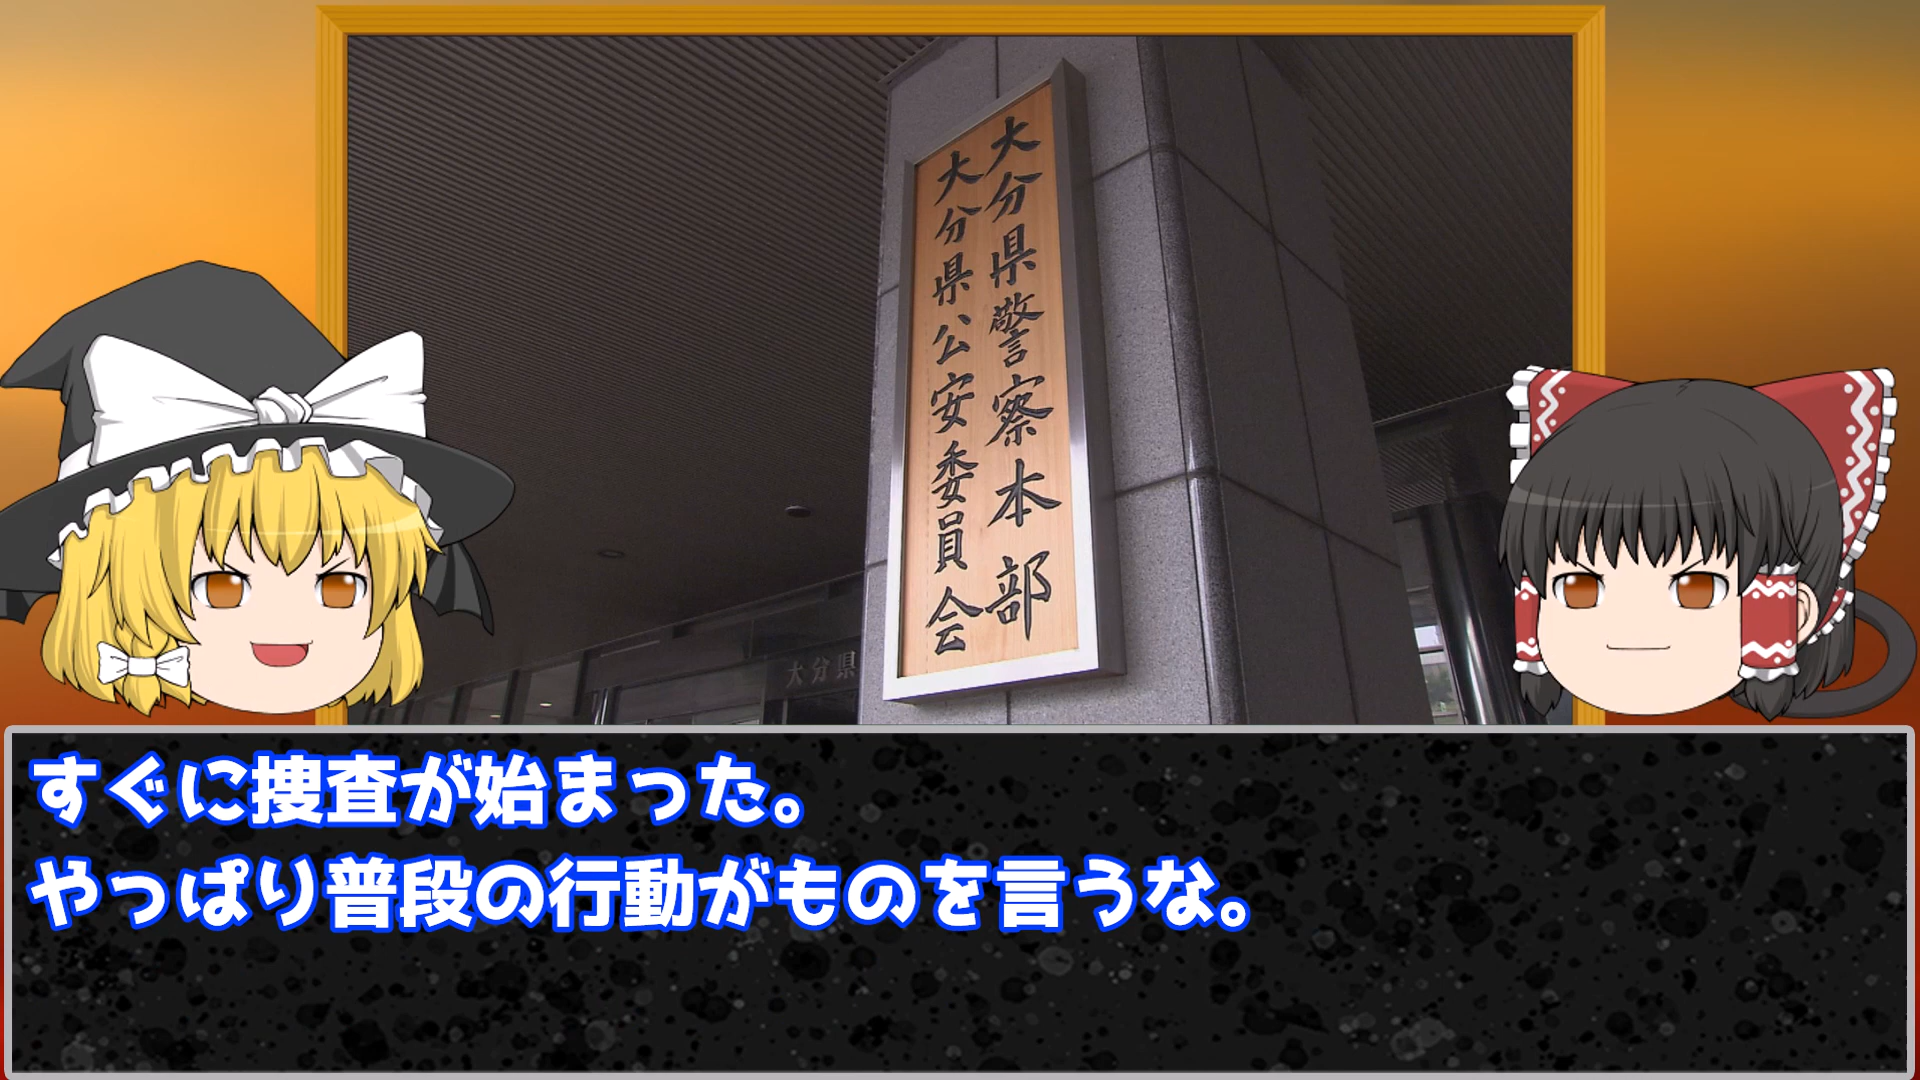 大分県警察本部
大分県公安委員会
大分県
すぐに捜査が始まった。
やっぱり普段の行動がものを言うな。